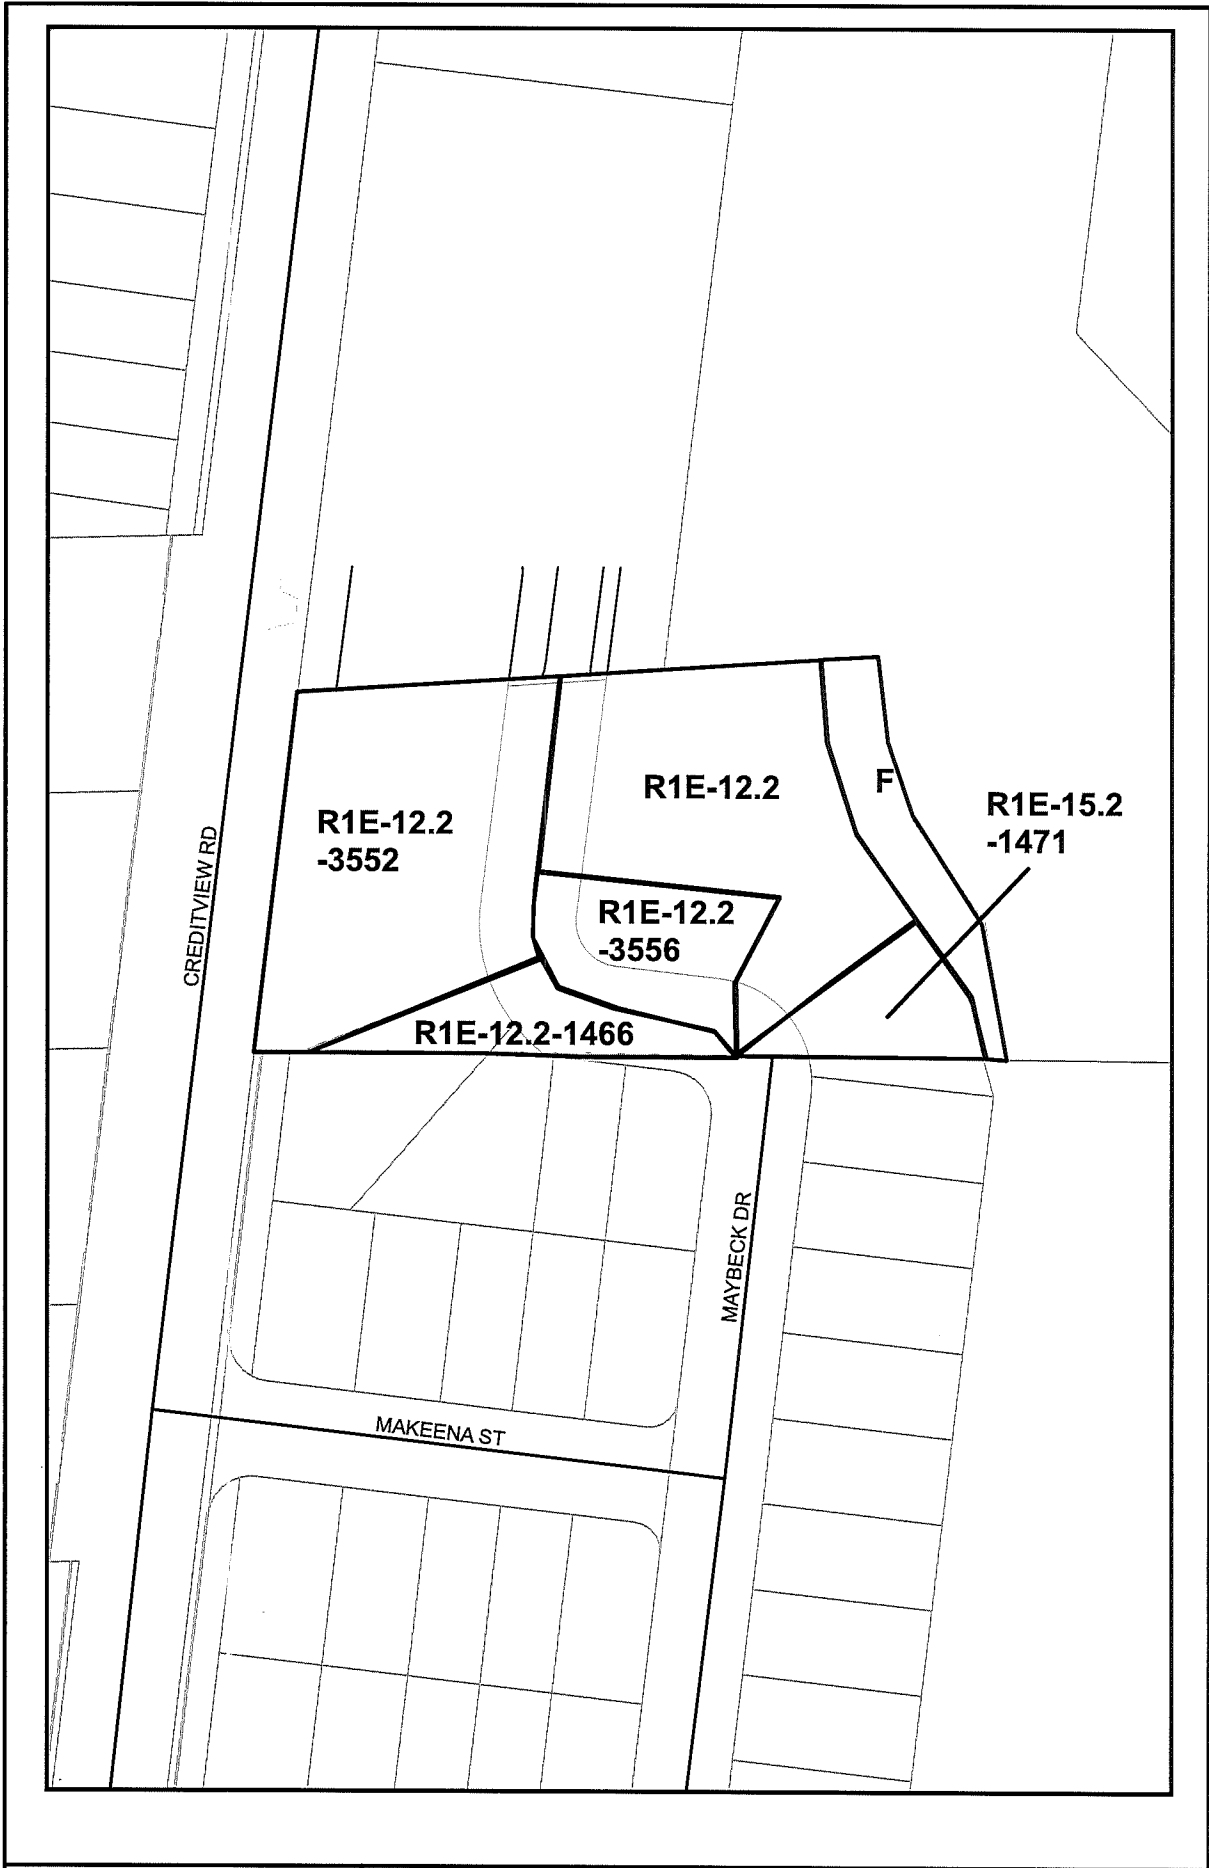 R1E-12.2
-3552
R1E-12.2
F
R1E-15.2
-1471
R1E-12.2
-3556
R1E-12.2-1466
CREDITVIEW RD
MAYBECK DR
MAKEENA ST